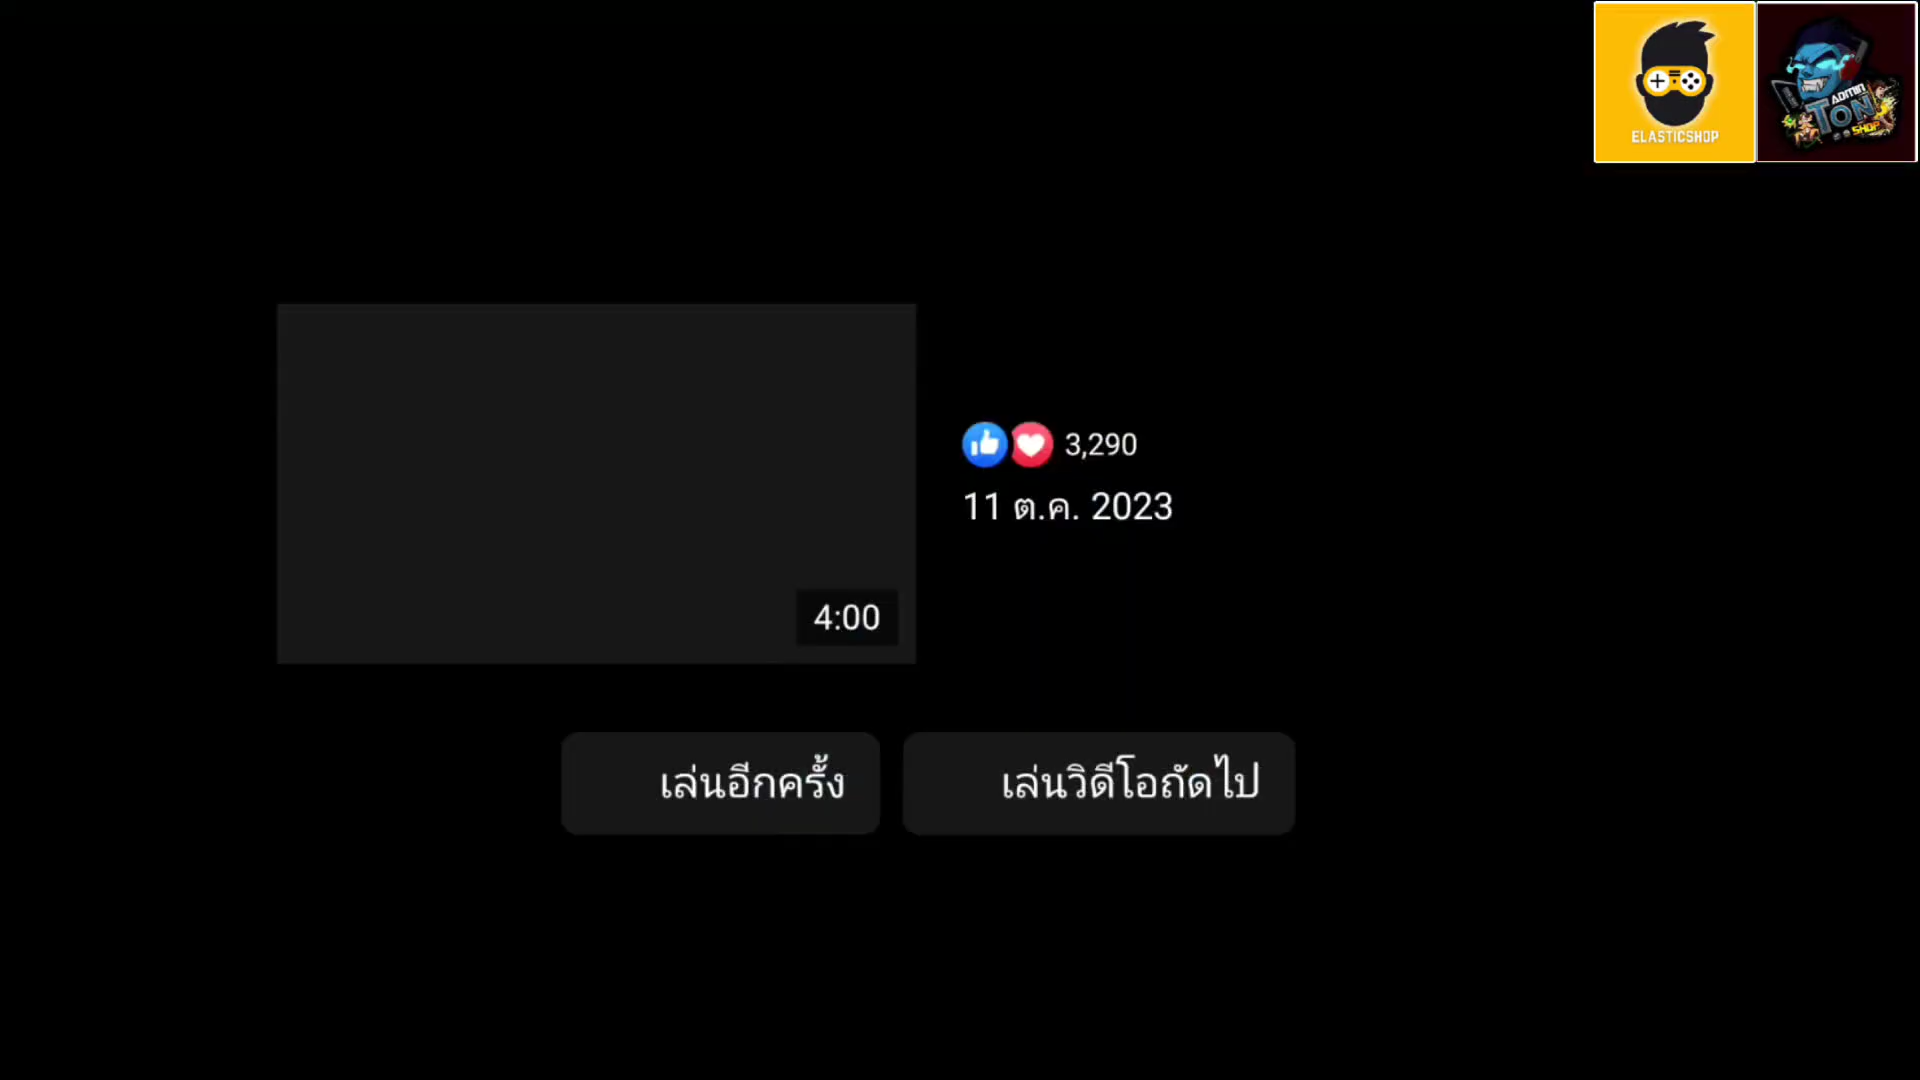 ELASTICSHOP
ADMIN
TON
SHOP
3,290
11 ต.ค. 2023
4:00
เล่นอีกครั้ง
เล่นวิดีโอถัดไป